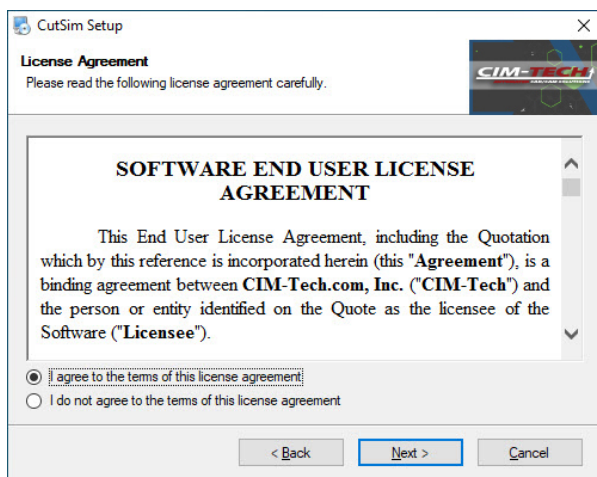 CutSim Setup
License Agreement
Please read the following license agreement carefully.
CIM-TECH
SOFTWARE END USER LICENSE
AGREEMENT
This End User License Agreement, including the Quotation
which by this reference is incorporated herein (this "Agreement"), is a
binding agreement between CIM-Tech.com, Inc. ("CIM-Tech") and
the person or entity identified on the Quote as the licensee of the
Software ("Licensee").
I agree to the terms of this license agreement
I do not agree to the terms of this license agreement
< Back
Next >
Cancel